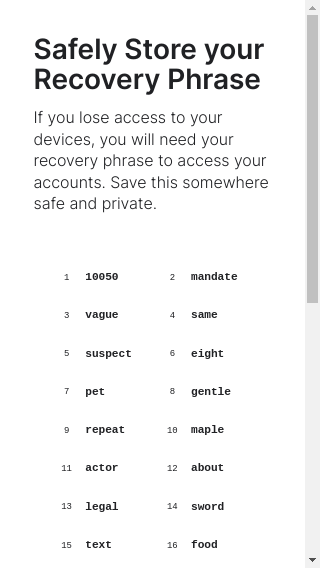 Safely Store your
Recovery Phrase
If you lose access to your
devices, you will need your
recovery phrase to access your
accounts. Save this somewhere
safe and private.
1 10050 2 mandate
3 vague 4 same
5 suspect 6 eight
7 pet 8 gentle
9 repeat 10 maple
11 actor 12 about
13 legal 14 sword
15 text 16 food